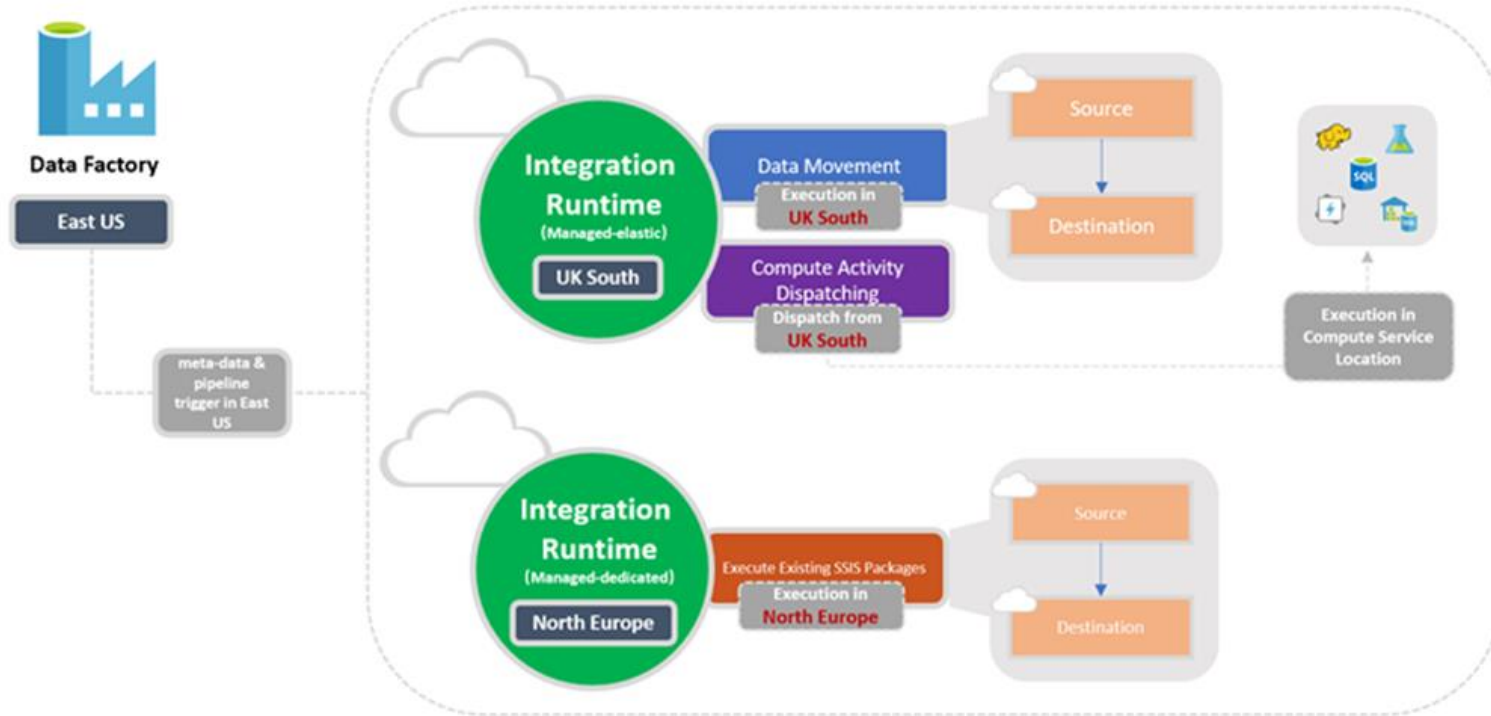 Data Factory
East US
meta-data &
pipeline
trigger in East
US
Integration
Runtime
(Managed-elastic)
UK South
Data Movement
Execution in
UK South
Compute Activity
Dispatching
Dispatch from
UK South
Source
Destination
SQL
Execution in
Compute Service
Location
Integration
Runtime
(Managed-dedicated)
North Europe
Execute Existing SSIS Packages
Execution in
North Europe
Source
Destination